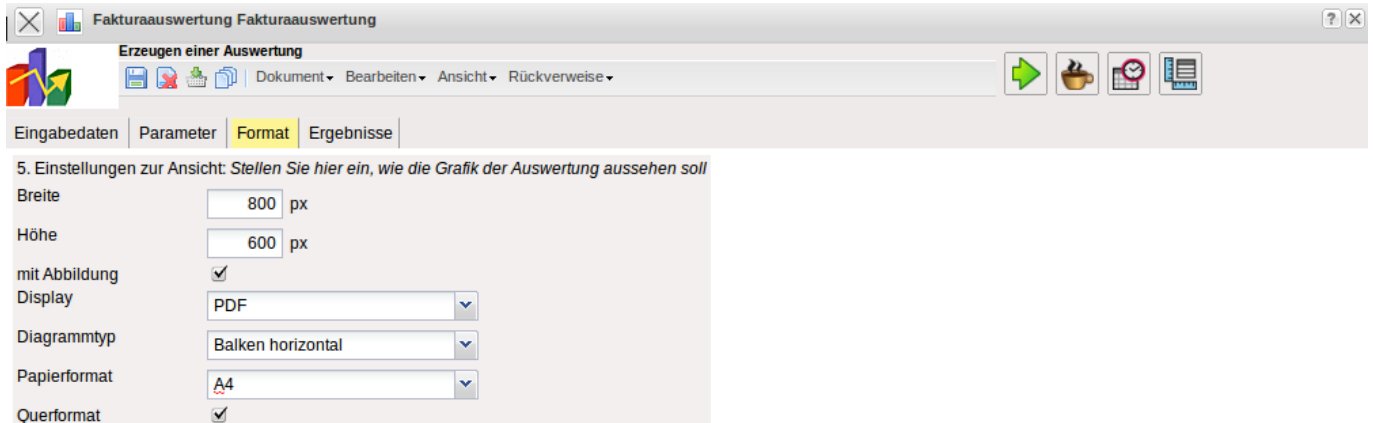 Fakturaauswertung Fakturaauswertung
Erzeugen einer Auswertung
Dokument Bearbeiten Ansicht Rückverweise
Eingabedaten Parameter Format Ergebnisse
5. Einstellungen zur Ansicht: Stellen Sie hier ein, wie die Grafik der Auswertung aussehen soll
Breite 800 px
Höhe 600 px
mit Abbildung
Display PDF
Diagrammtyp Balken horizontal
Papierformat A4
Querformat